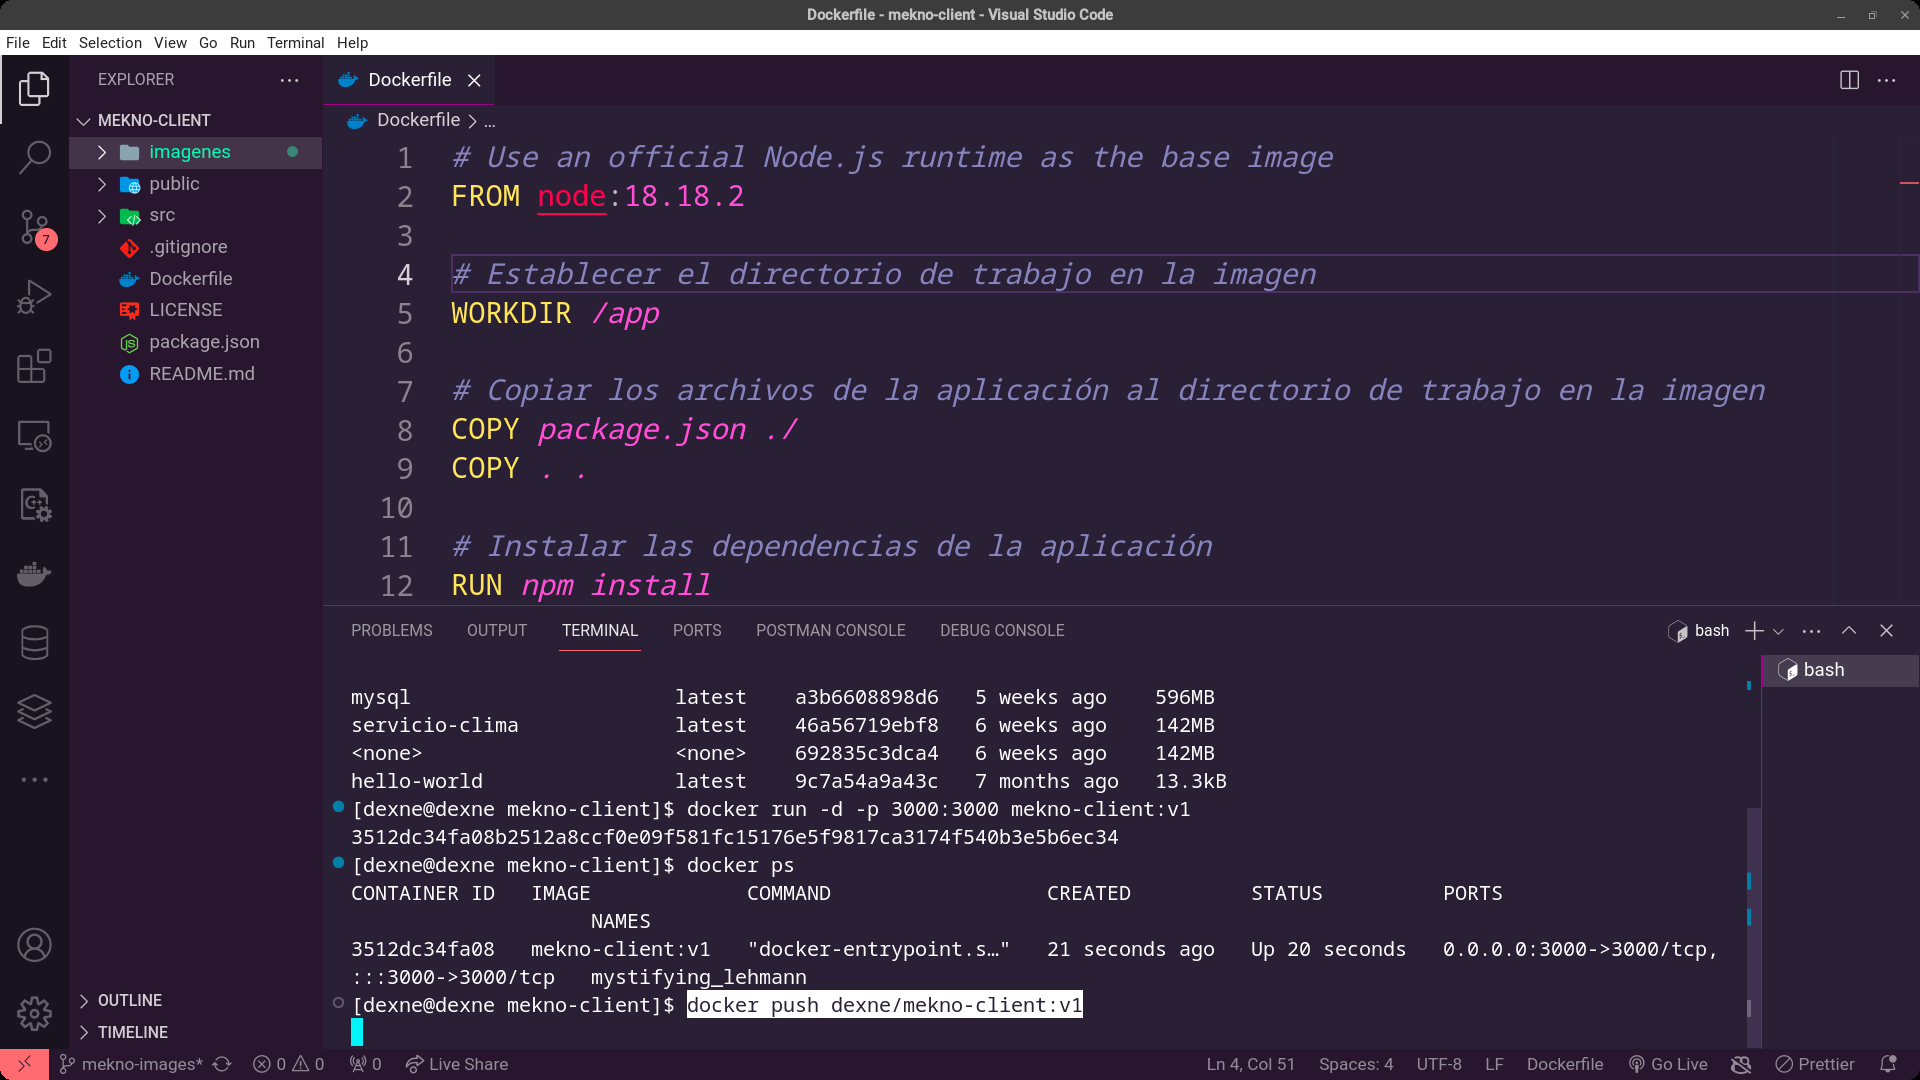 Dockerfile - mekno-client - Visual Studio Code
File Edit Selection View Go Run Terminal Help
EXPLORER
MEKNO-CLIENT
imagenes
public
src
.gitignore
Dockerfile
LICENSE
package.json
README.md
7
OUTLINE
TIMELINE
Dockerfile
Dockerfile > ...
1 # Use an official Node.js runtime as the base image
2 FROM node:18.18.2
3
4 # Establecer el directorio de trabajo en la imagen
5 WORKDIR /app
6
7 # Copiar los archivos de la aplicación al directorio de trabajo en la imagen
8 COPY package.json ./
9 COPY . .
10
11 # Instalar las dependencias de la aplicación
12 RUN npm install
PROBLEMS OUTPUT TERMINAL PORTS POSTMAN CONSOLE DEBUG CONSOLE
bash
bash
mysql latest a3b6608898d6 5 weeks ago 596MB
servicio-clima latest 46a56719ebf8 6 weeks ago 142MB
<none> <none> 692835c3dca4 6 weeks ago 142MB
hello-world latest 9c7a54a9a43c 7 months ago 13.3kB
[dexne@dexne mekno-client]$ docker run -d -p 3000:3000 mekno-client:v1
3512dc34fa08b2512a8ccf0e09f581fc15176e5f9817ca3174f540b3e5b6ec34
[dexne@dexne mekno-client]$ docker ps
CONTAINER ID IMAGE COMMAND CREATED STATUS PORTS
NAMES
3512dc34fa08 mekno-client:v1 "docker-entrypoint.s…" 21 seconds ago Up 20 seconds 0.0.0.0:3000->3000/tcp,
:::3000->3000/tcp mystifying_lehmann
[dexne@dexne mekno-client]$ docker push dexne/mekno-client:v1
mekno-images* 0 0 0 Live Share Ln 4, Col 51 Spaces: 4 UTF-8 LF Dockerfile Go Live Prettier